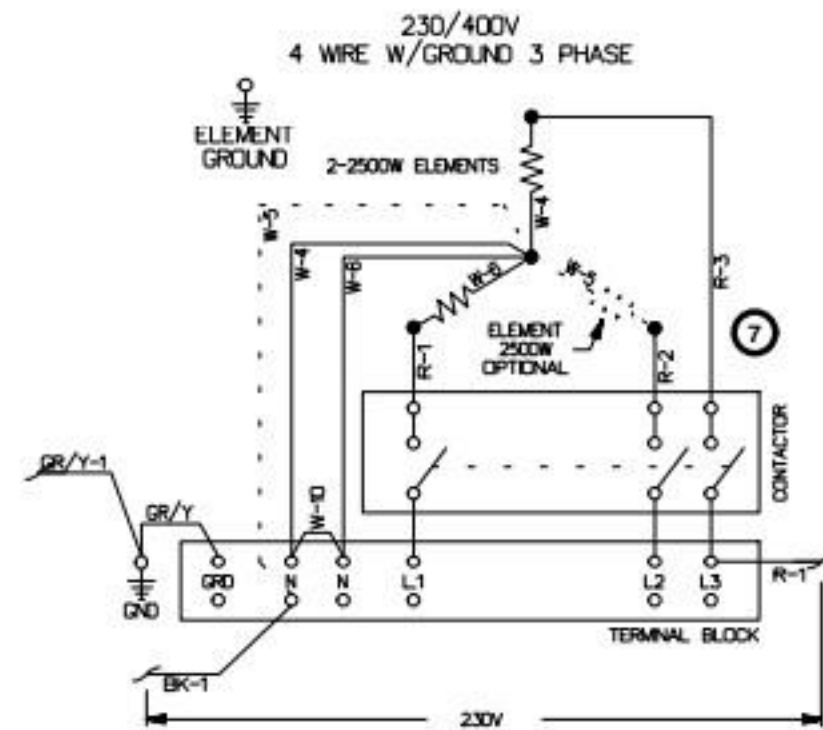 230/400V
4 WIRE W/GROUND 3 PHASE
ELEMENT
GROUND
2-2500W ELEMENTS
W-5
W-4
W-6
W-4
W-6
W-5
R-3
ELEMENT
2500W
OPTIONAL
7
R-1
R-2
CONTACTOR
GR/Y-1
GR/Y
W-10
GND
GRD
N
N
L1
L2
L3
R-1
TERMINAL BLOCK
BK-1
230V